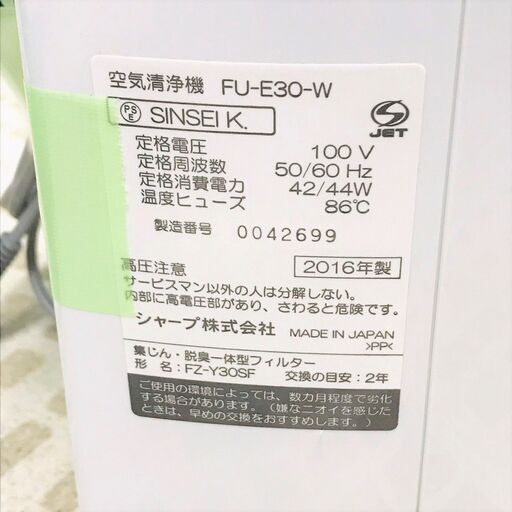 空気清浄機 FU-E30-W
PS
E
SINSEI K.
S
JET
定格電圧 100 V
定格周波数 50/60 Hz
定格消費電力 42/44W
温度ヒューズ 86℃
製造番号 0042699
高圧注意 2016年製
サービスマン以外の人は分解しない。
内部に高電圧部があり、さわると危険です。
シャープ株式会社 MADE IN JAPAN
>PP<
集じん・脱臭一体型フィルター
形 名：FZ-Y30SF 交換の目安：2年
ご使用の環境によっては、数カ月程度で劣化
する場合があります。（嫌なニオイを感じた
ときは、早めの交換をおすすめします。）